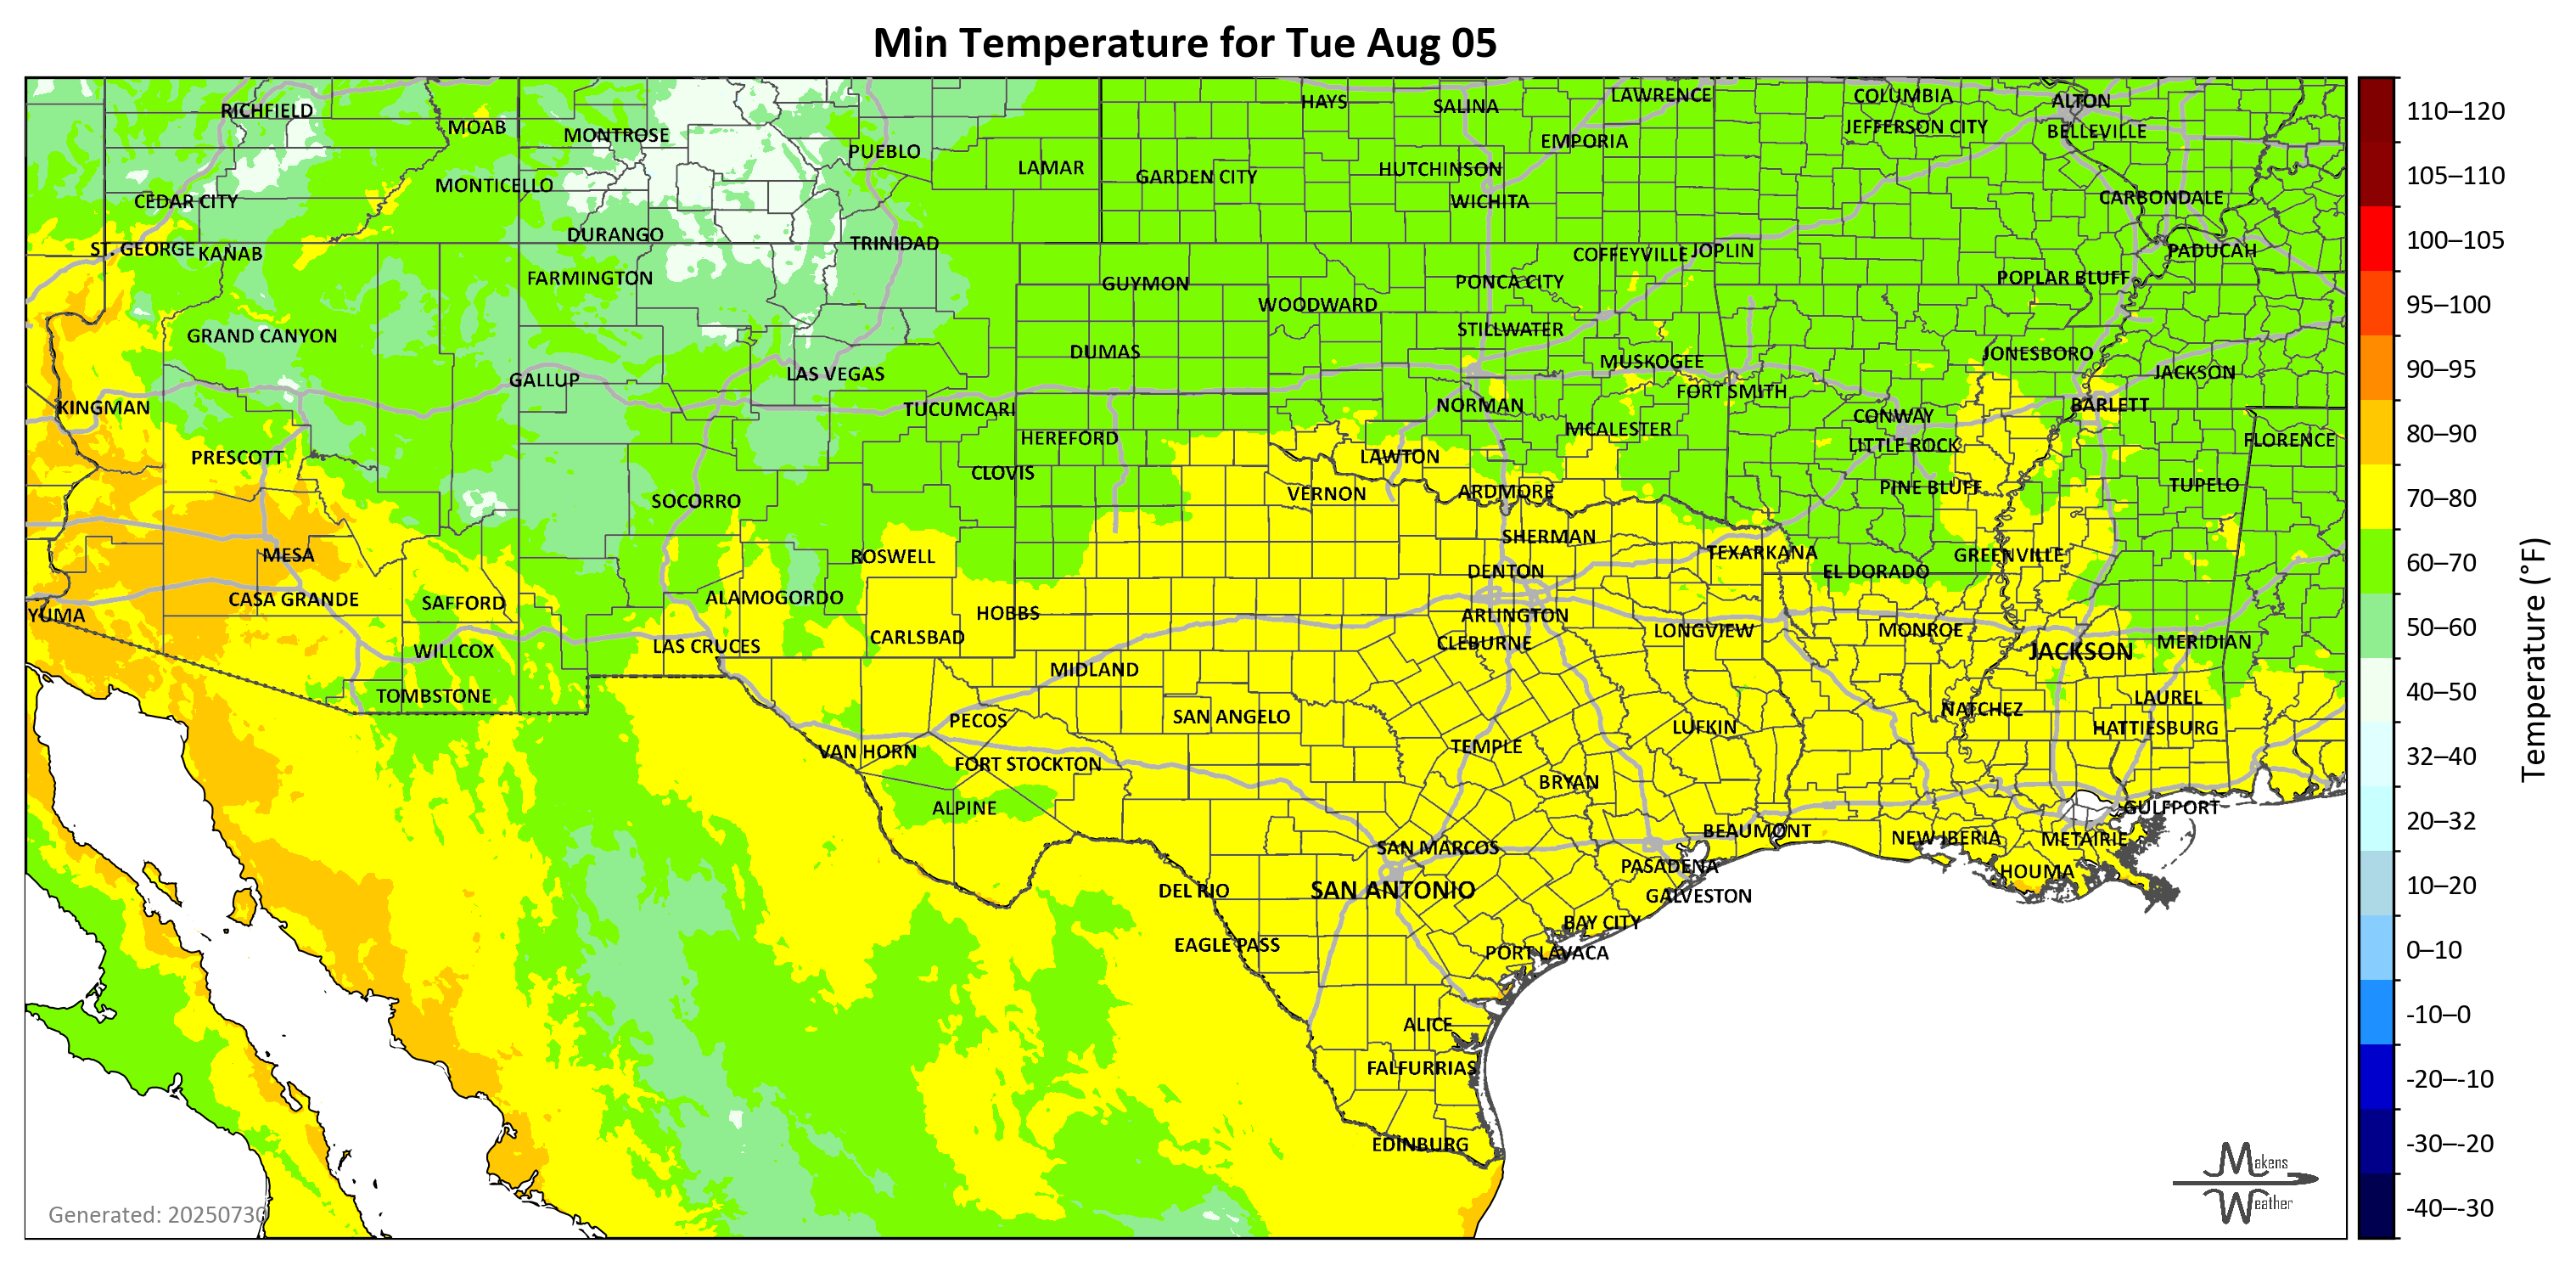 Min Temperature for Tue Aug 05
RICHFIELD
MOAB
MONTROSE
PUEBLO
LAMAR
HAYS
SALINA
LAWRENCE
COLUMBIA
ALTON
JEFFERSON CITY
BELLEVILLE
EMPORIA
HUTCHINSON
GARDEN CITY
WICHITA
MONTICELLO
CEDAR CITY
CARBONDALE
DURANGO
TRINIDAD
ST. GEORGE
KANAB
COFFEYVILLE
JOPLIN
PADUCAH
FARMINGTON
GUYMON
PONCA CITY
POPLAR BLUFF
WOODWARD
GRAND CANYON
STILLWATER
DUMAS
MUSKOGEE
JONESBORO
LAS VEGAS
GALLUP
JACKSON
FORT SMITH
KINGMAN
TUCUMCARI
NORMAN
CONWAY
BARLETT
HEREFORD
MCALESTER
LITTLE ROCK
FLORENCE
PRESCOTT
CLOVIS
LAWTON
SOCORRO
VERNON
ARDMORE
PINE BLUFF
TUPELO
SHERMAN
MESA
ROSWELL
TEXARKANA
GREENVILLE
DENTON
EL DORADO
CASA GRANDE
SAFFORD
ALAMOGORDO
YUMA
HOBBS
ARLINGTON
CARLSBAD
CLEBURNE
LONGVIEW
MONROE
LAS CRUCES
WILLCOX
JACKSON
MERIDIAN
MIDLAND
TOMBSTONE
LAUREL
PECOS
SAN ANGELO
NATCHEZ
HATTIESBURG
LUFKIN
VAN HORN
TEMPLE
FORT STOCKTON
BRYAN
ALPINE
GULFPORT
BEAUMONT
NEW IBERIA
METAIRIE
SAN MARCOS
PASADENA
HOUMA
DEL RIO
SAN ANTONIO
GALVESTON
BAY CITY
EAGLE PASS
PORT LAVACA
ALICE
FALFURRIAS
EDINBURG
Makens
Weather
Generated: 20250730
110–120
105–110
100–105
95–100
90–95
80–90
70–80
60–70
50–60
40–50
32–40
20–32
10–20
0–10
-10–0
-20–-10
-30–-20
-40–-30
Temperature (°F)